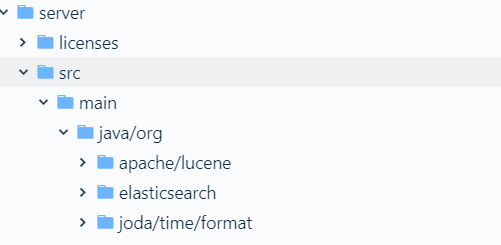 server
licenses
src
main
java/org
apache/lucene
elasticsearch
joda/time/format